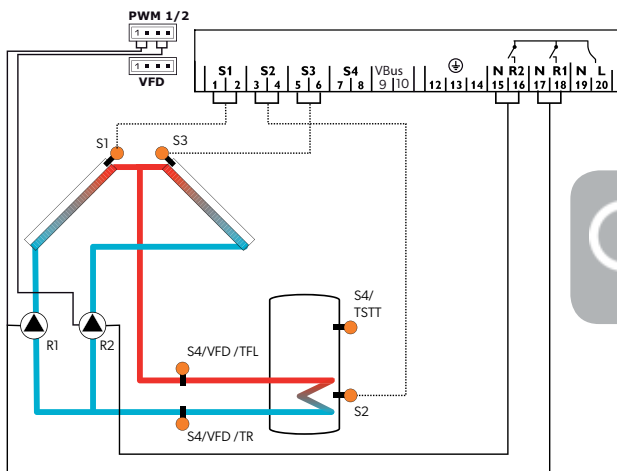 PWM 1/2
1
1
VFD
S1 S2 S3 S4 VBus N R2 N R1 N L
1 2 3 4 5 6 7 8 9 10 12 13 14 15 16 17 18 19 20
S1 S3
S4/
TSTT
R1 R2
S4/VFD /TFL
S2
S4/VFD /TR